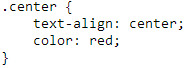 .center {
    text-align: center;
    color: red;
}